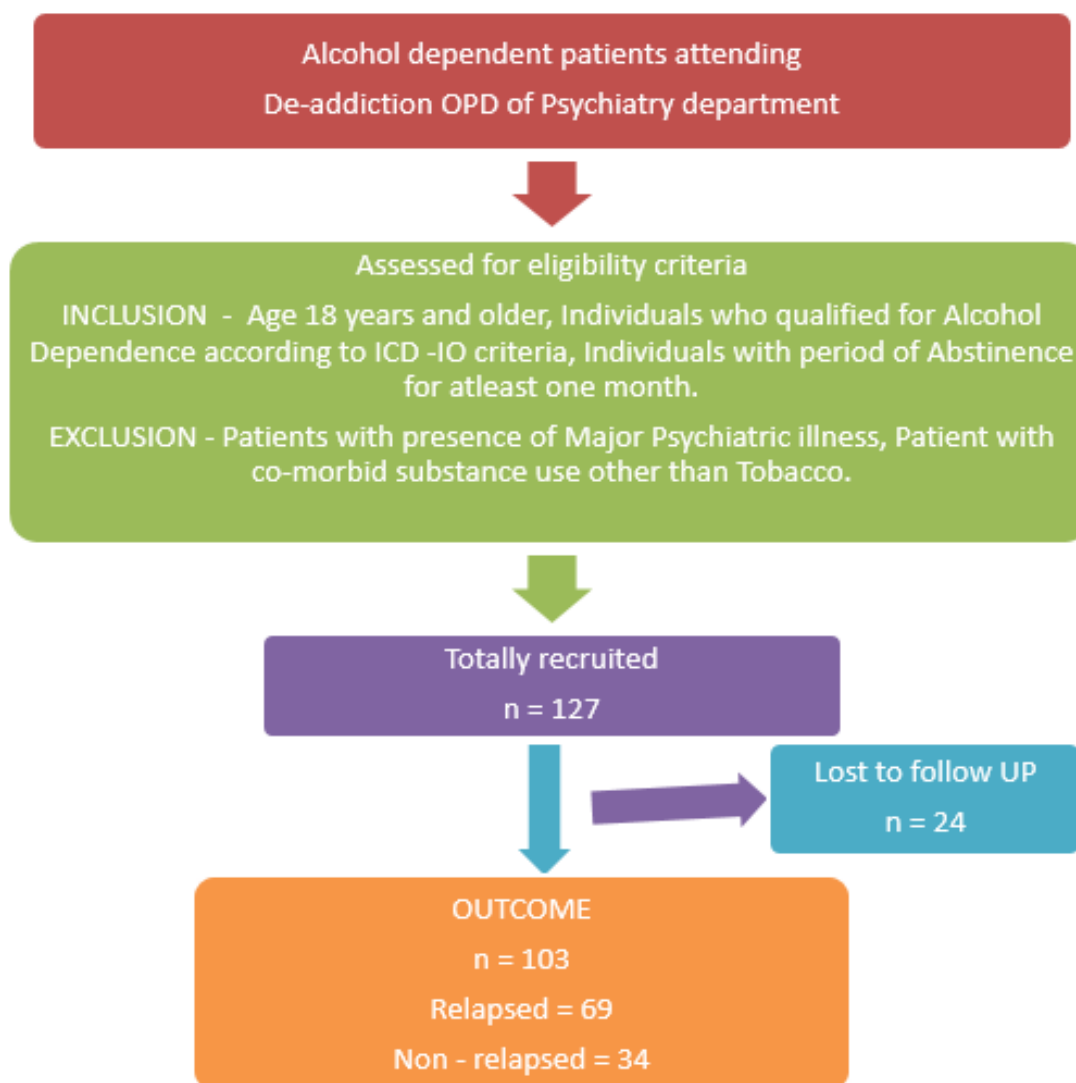 Alcohol dependent patients attending
De-addiction OPD of Psychiatry department
Assessed for eligibility criteria
INCLUSION - Age 18 years and older, Individuals who qualified for Alcohol
Dependence according to ICD -IO criteria, Individuals with period of Abstinence
for atleast one month.
EXCLUSION - Patients with presence of Major Psychiatric illness, Patient with
co-morbid substance use other than Tobacco.
Totally recruited
n = 127
Lost to follow UP
n = 24
OUTCOME
n = 103
Relapsed = 69
Non - relapsed = 34